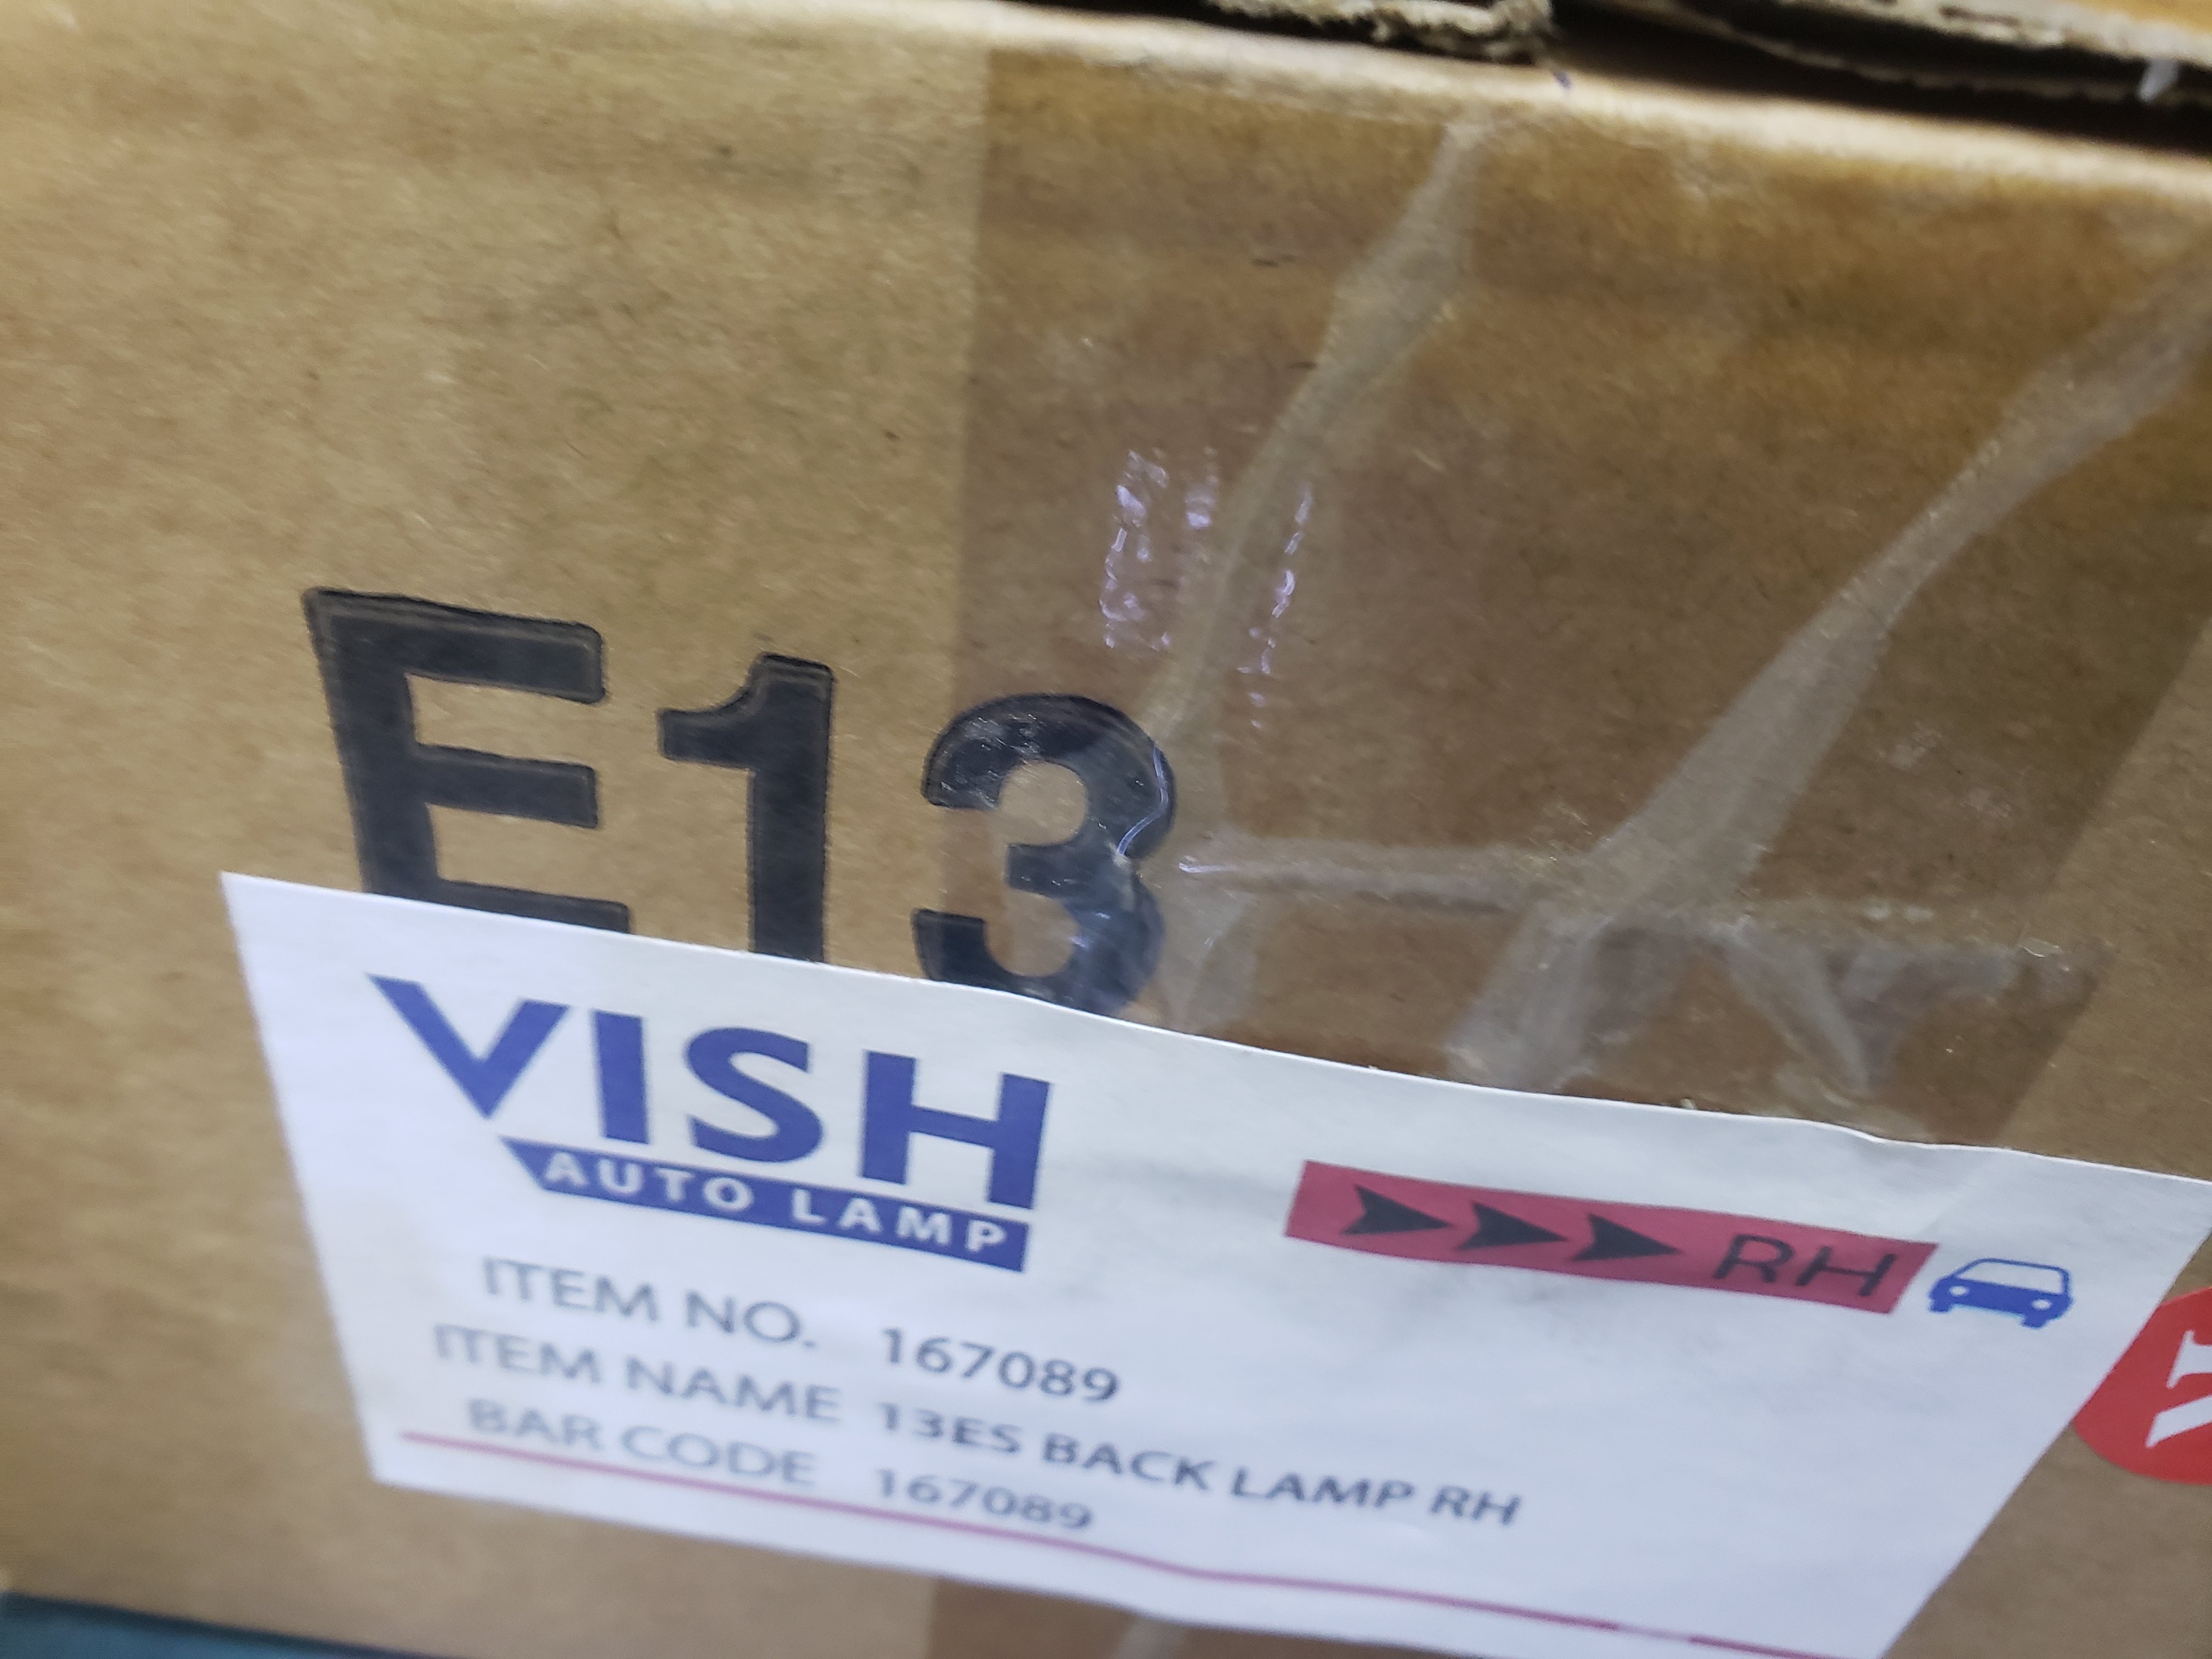 E13
VISH
AUTO LAMP
RH
ITEM NO. 167089
ITEM NAME 13ES BACK LAMP RH
BAR CODE 167089